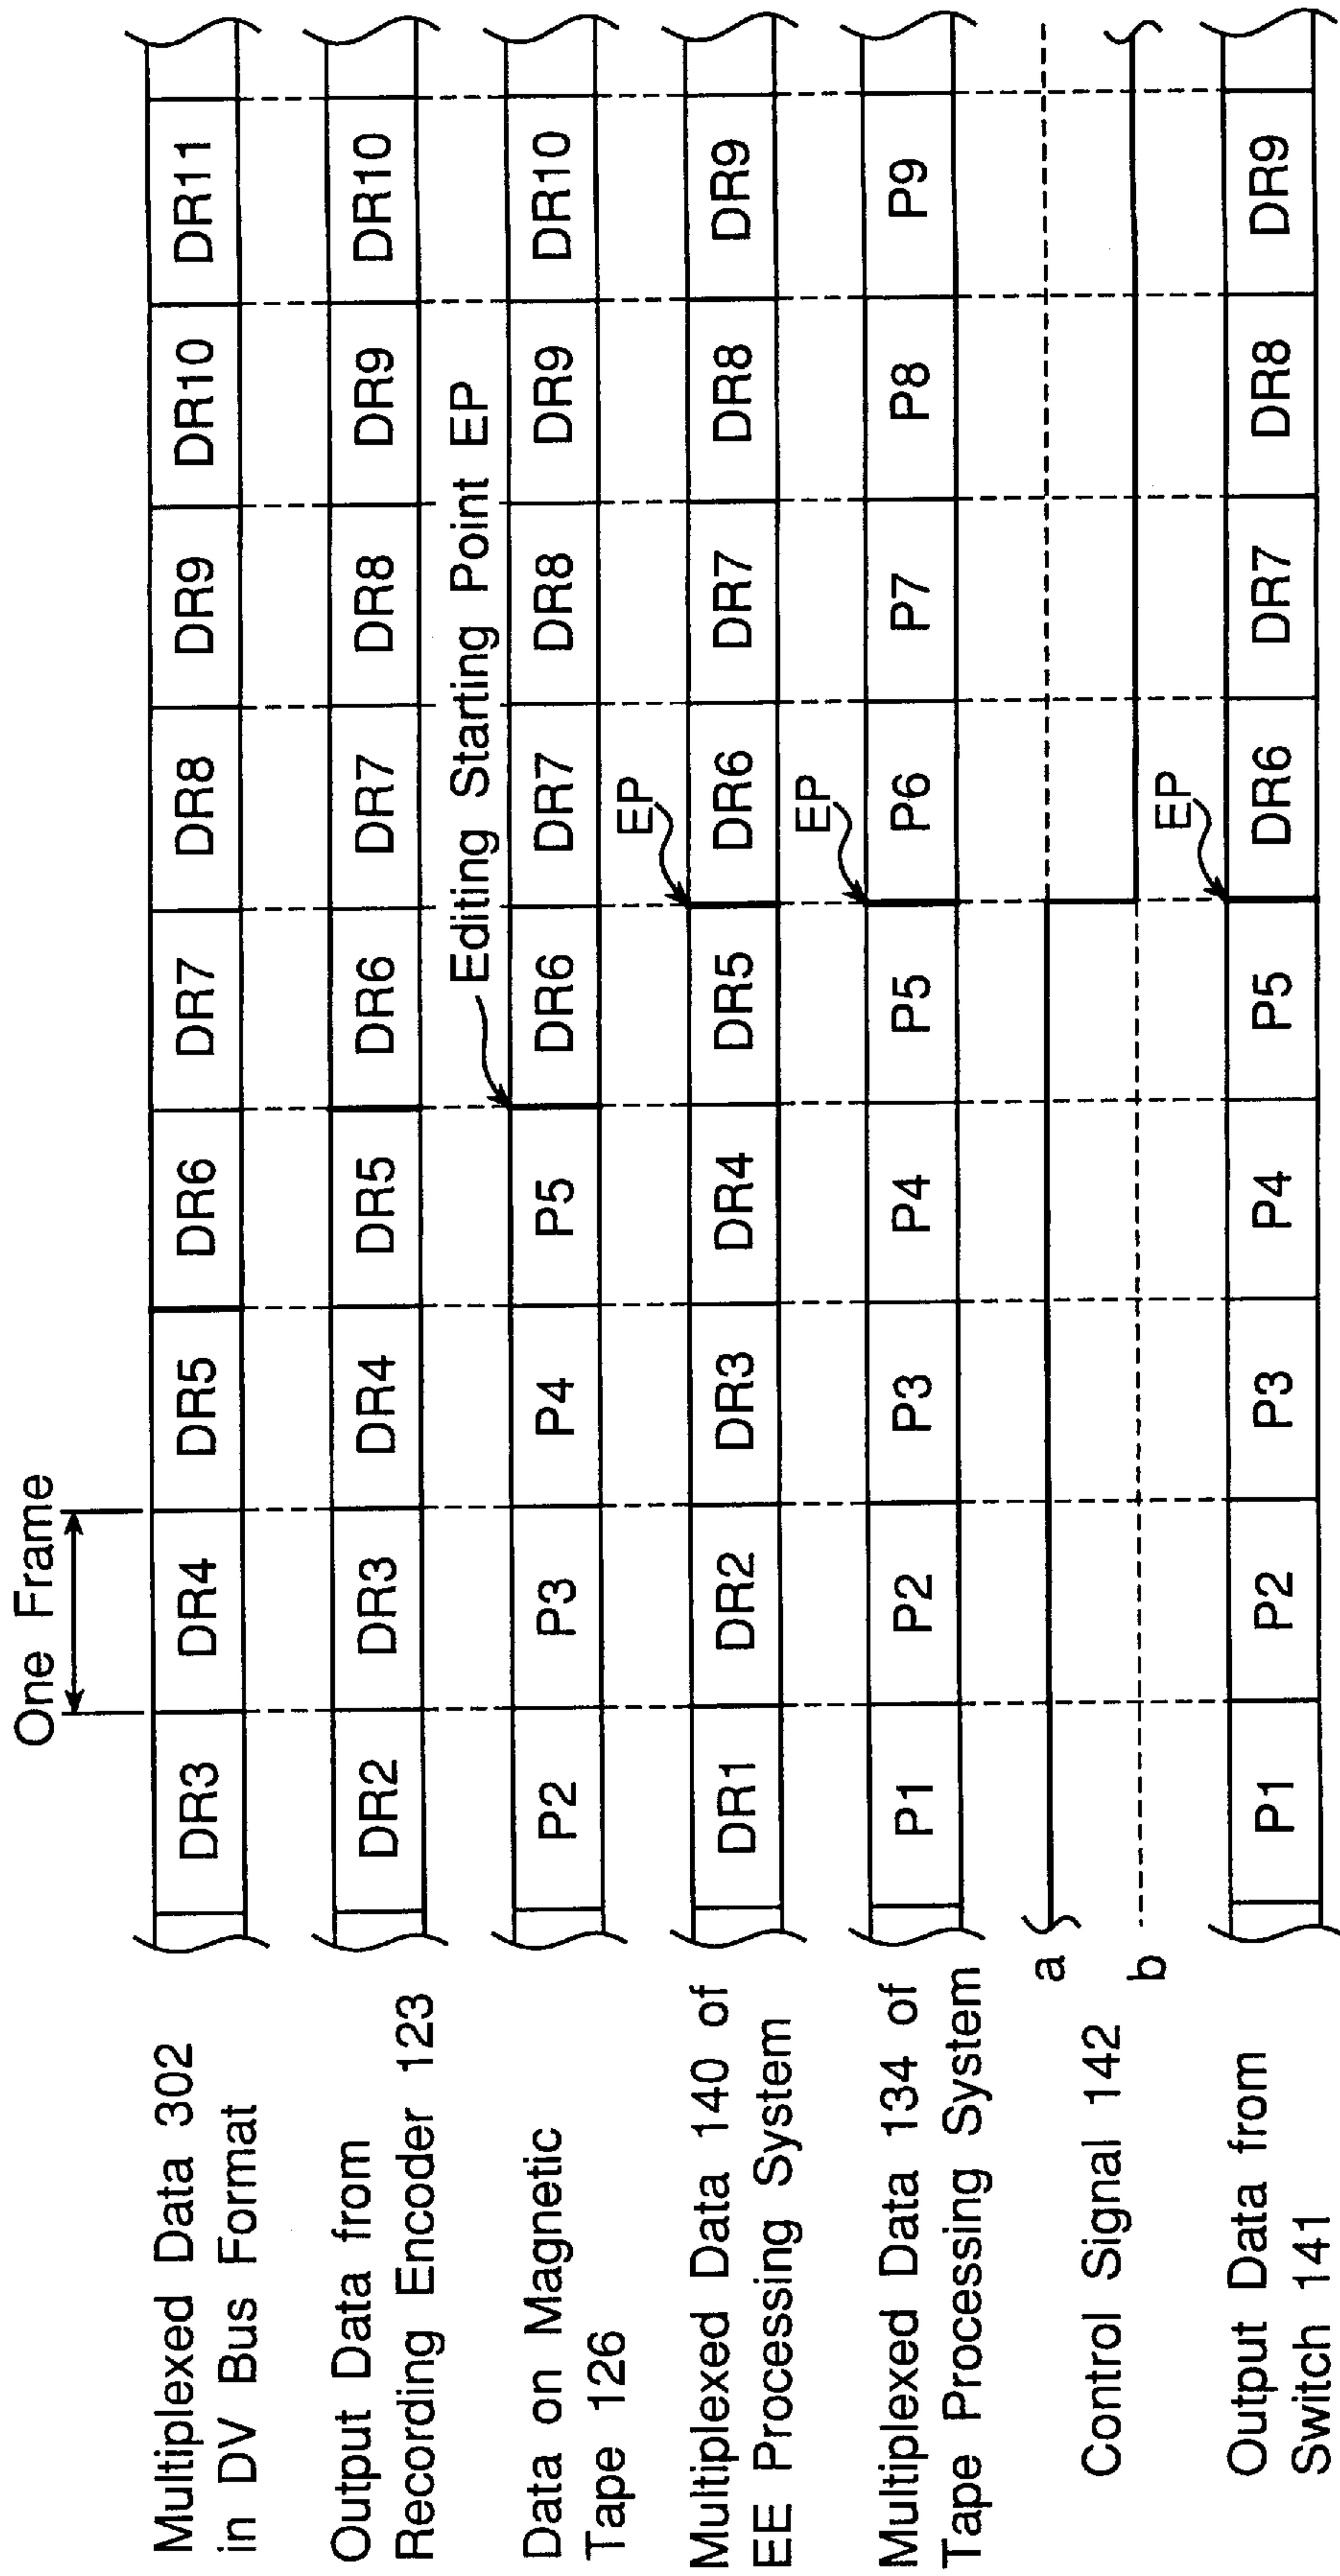 One Frame
Multiplexed Data 302
in DV Bus Format
DR3 DR4 DR5 DR6 DR7 DR8 DR9 DR10 DR11
Output Data from
Recording Encoder 123
DR2 DR3 DR4 DR5 DR6 DR7 DR8 DR9 DR10
Editing Starting Point EP
Data on Magnetic
Tape 126
P2 P3 P4 P5 DR6 DR7 DR8 DR9 DR10
EP
Multiplexed Data 140 of
EE Processing System
DR1 DR2 DR3 DR4 DR5 DR6 DR7 DR8 DR9
EP
Multiplexed Data 134 of
Tape Processing System
P1 P2 P3 P4 P5 P6 P7 P8 P9
a
Control Signal 142
b
EP
Output Data from
Switch 141
P1 P2 P3 P4 P5 DR6 DR7 DR8 DR9